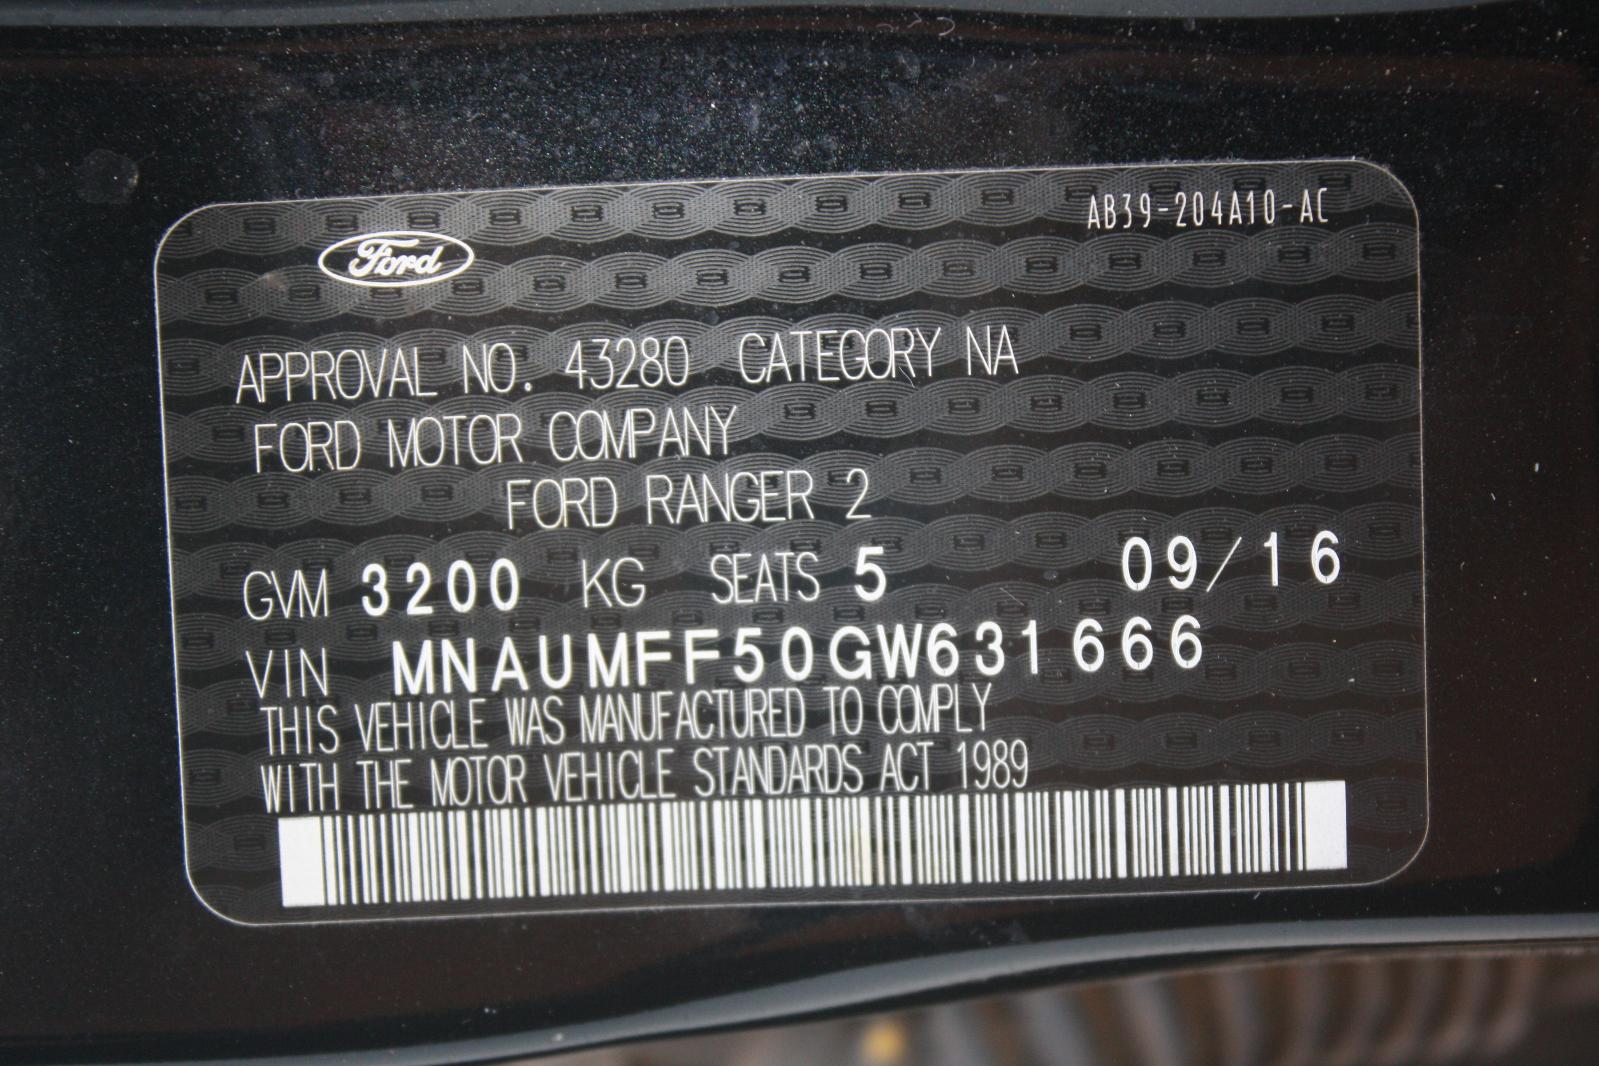 AB39-204A10-AC
Ford
APPROVAL NO. 43280 CATEGORY NA
FORD MOTOR COMPANY
FORD RANGER 2
GVM 3200 KG SEATS 5 09/16
VIN MNAUMFF50GW631666
THIS VEHICLE WAS MANUFACTURED TO COMPLY
WITH THE MOTOR VEHICLE STANDARDS ACT 1989